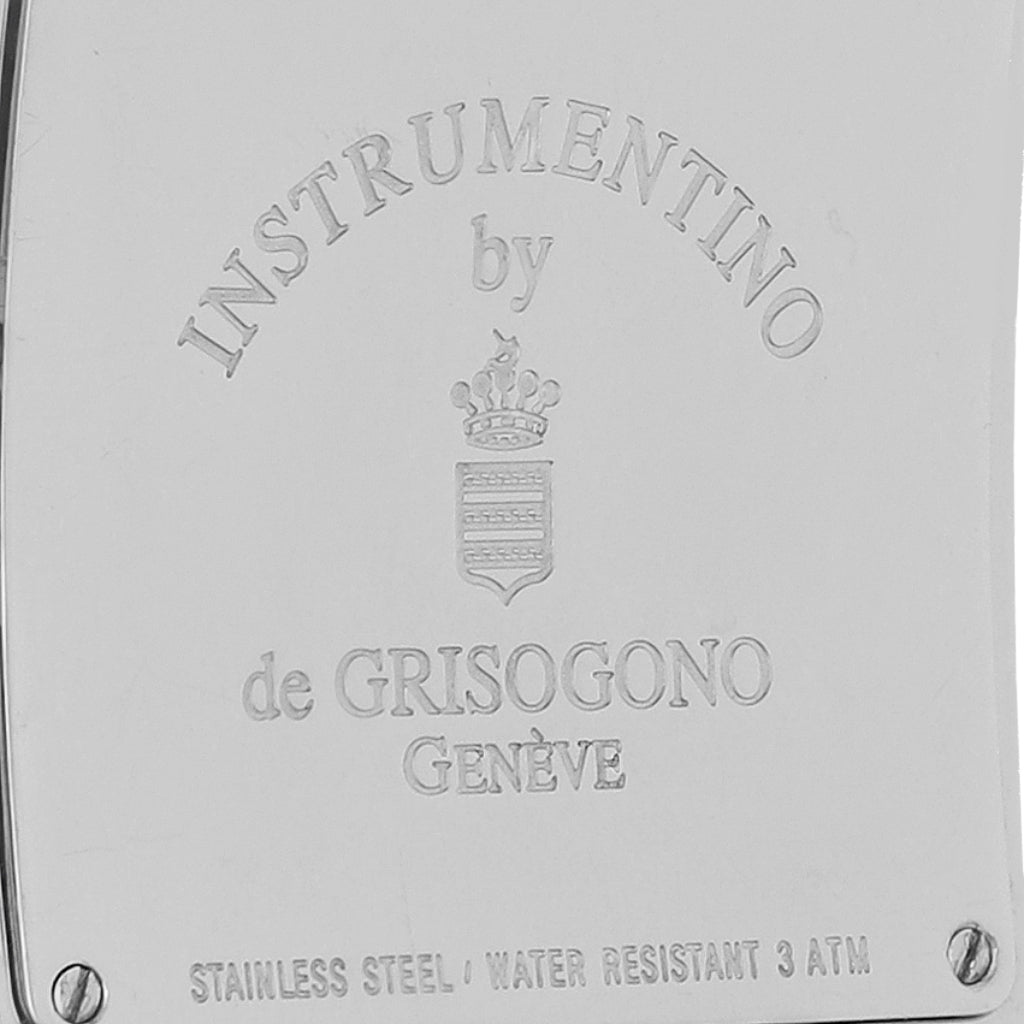 INSTRUMENTINO
by
de GRISOGONO
GENÈVE
STAINLESS STEEL · WATER RESISTANT 3 ATM